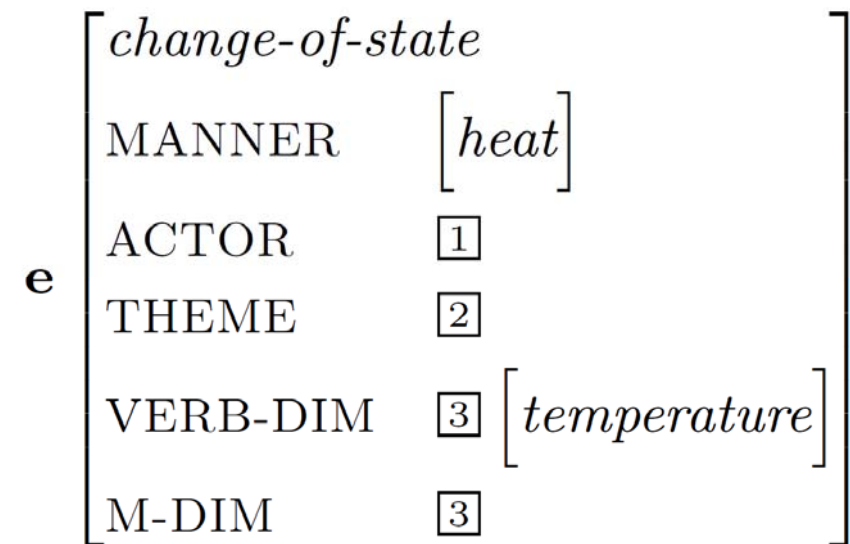 change-of-state
MANNER [heat]
ACTOR 1
e
THEME 2
VERB-DIM 3 [temperature]
M-DIM 3